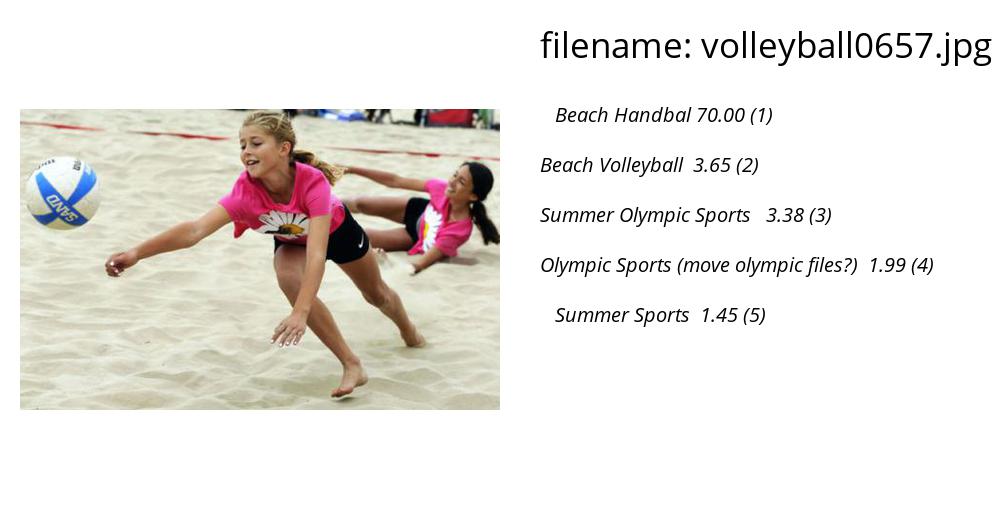 filename: volleyball0657.jpg
Beach Handbal 70.00 (1)
Beach Volleyball 3.65 (2)
Summer Olympic Sports 3.38 (3)
Olympic Sports (move olympic files?) 1.99 (4)
Summer Sports 1.45 (5)
SAND